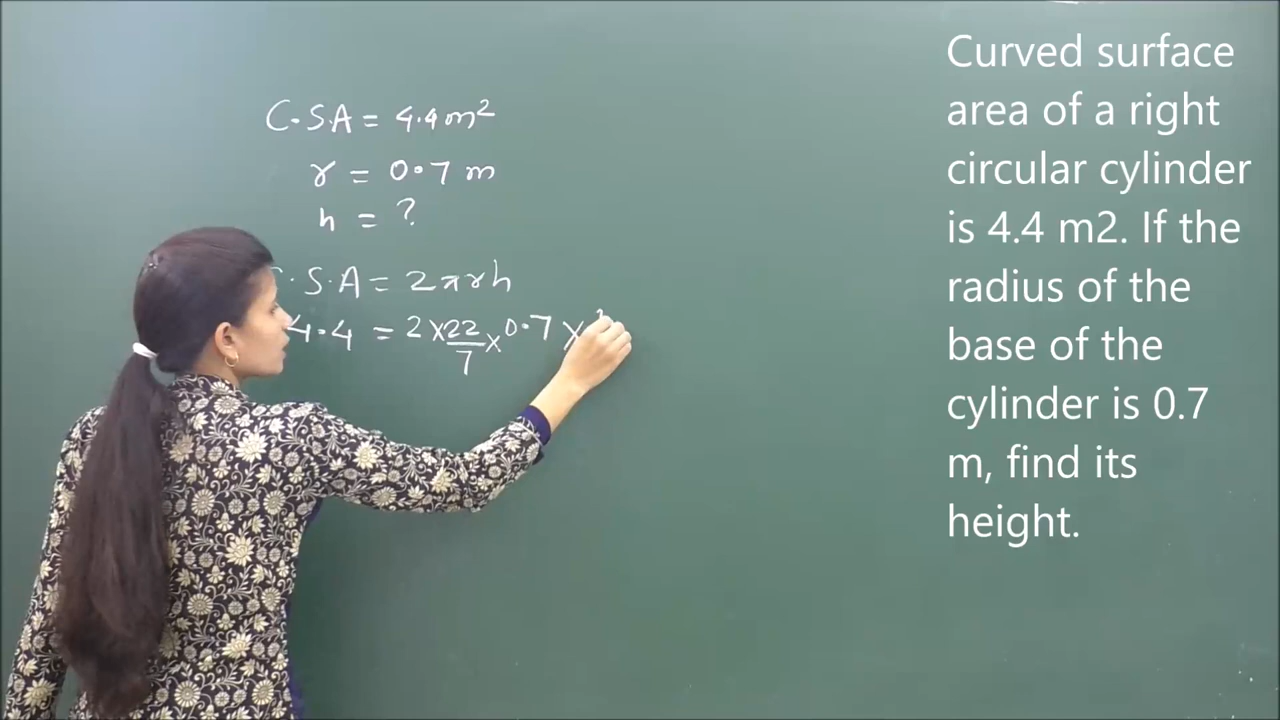 C.S.A = 4.4 m²
r = 0.7 m
h = ?
.S.A = 2πrh
4.4 = 2 × 22/7 × 0.7 ×
Curved surface
area of a right
circular cylinder
is 4.4 m2. If the
radius of the
base of the
cylinder is 0.7
m, find its
height.